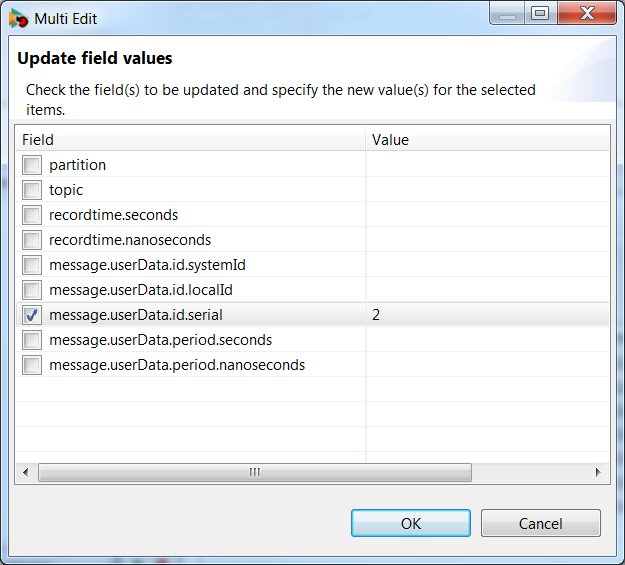 Multi Edit
Update field values
Check the field(s) to be updated and specify the new value(s) for the selected
items.
Field Value
partition
topic
recordtime.seconds
recordtime.nanoseconds
message.userData.id.systemId
message.userData.id.localId
message.userData.id.serial 2
message.userData.period.seconds
message.userData.period.nanoseconds
OK Cancel